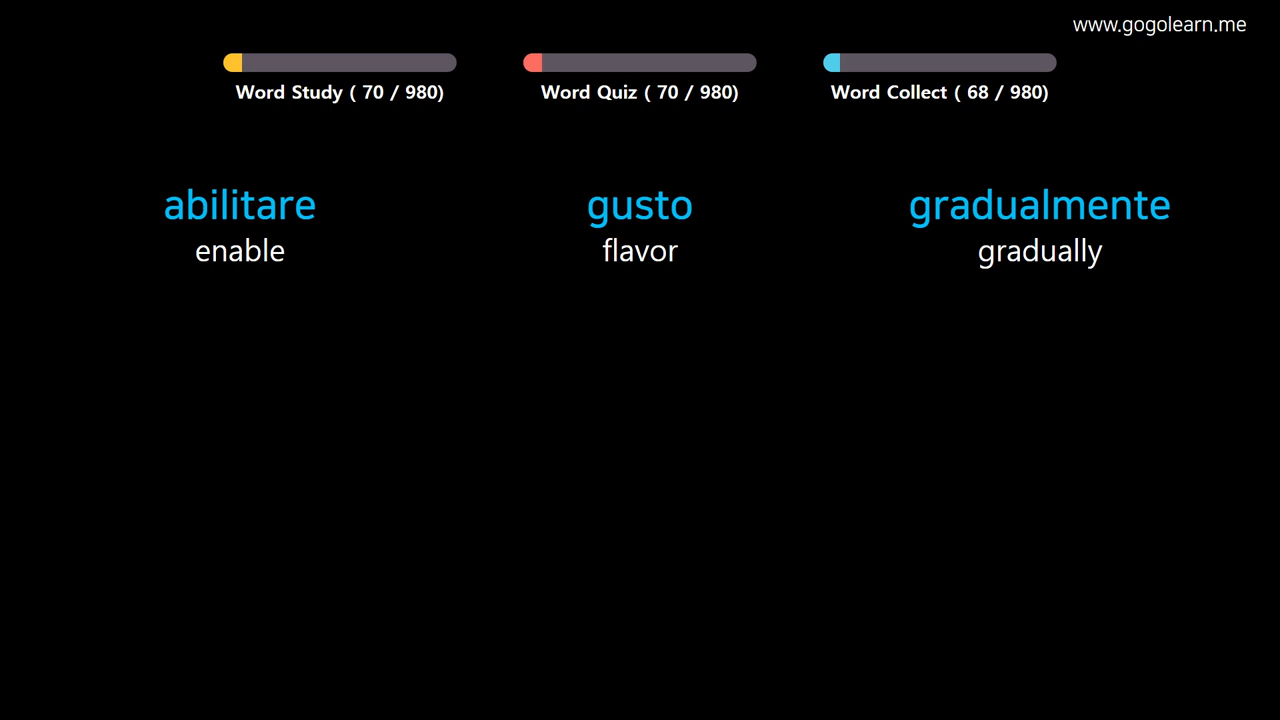 www.gogolearn.me
Word Study ( 70 / 980)
Word Quiz ( 70 / 980)
Word Collect ( 68 / 980)
abilitare
enable
gusto
flavor
gradualmente
gradually